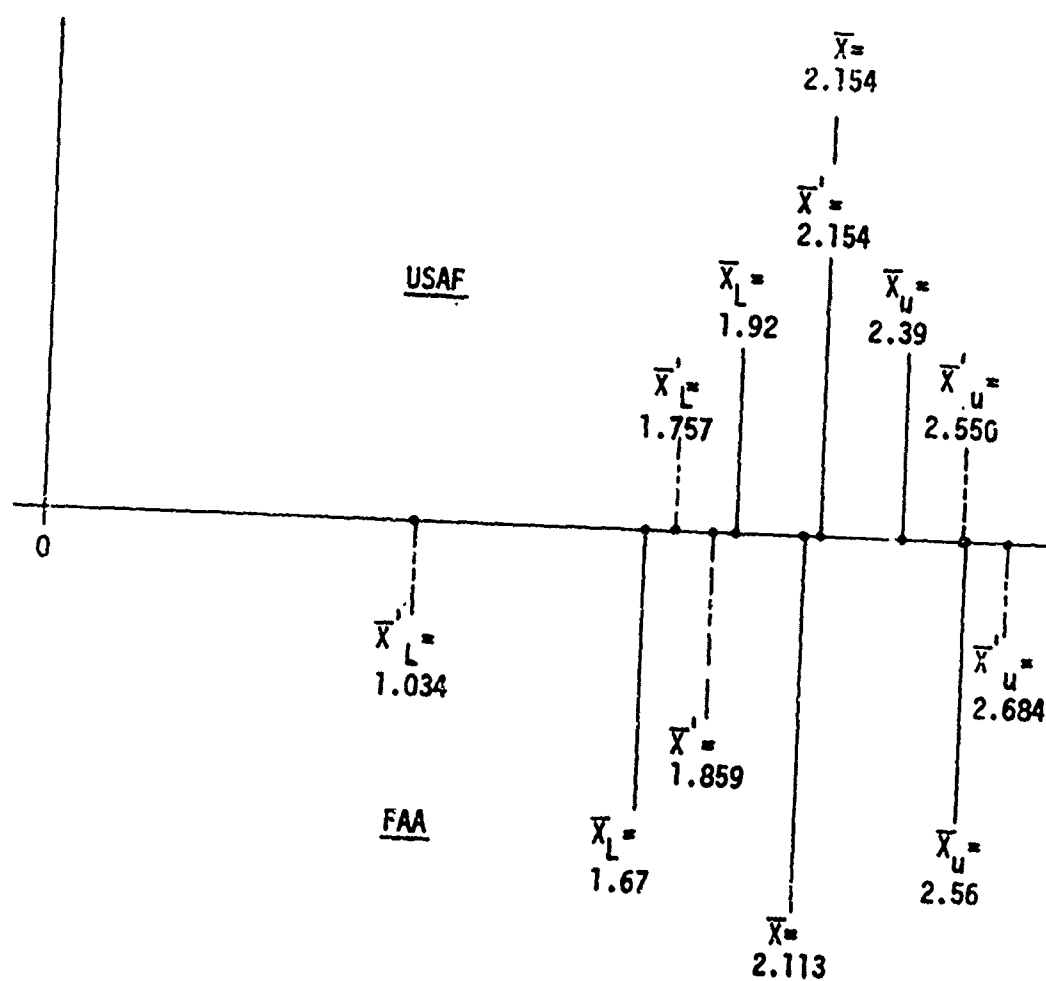 X̅=
2.154
X̅'=
2.154
USAF
X̅L=
1.92
X̅u=
2.39
X̅'L=
1.757
X̅'u=
2.550
0
X̅'L=
1.034
X̅'u=
2.684
X̅'=
1.859
FAA
X̅L=
1.67
X̅u=
2.56
X̅=
2.113